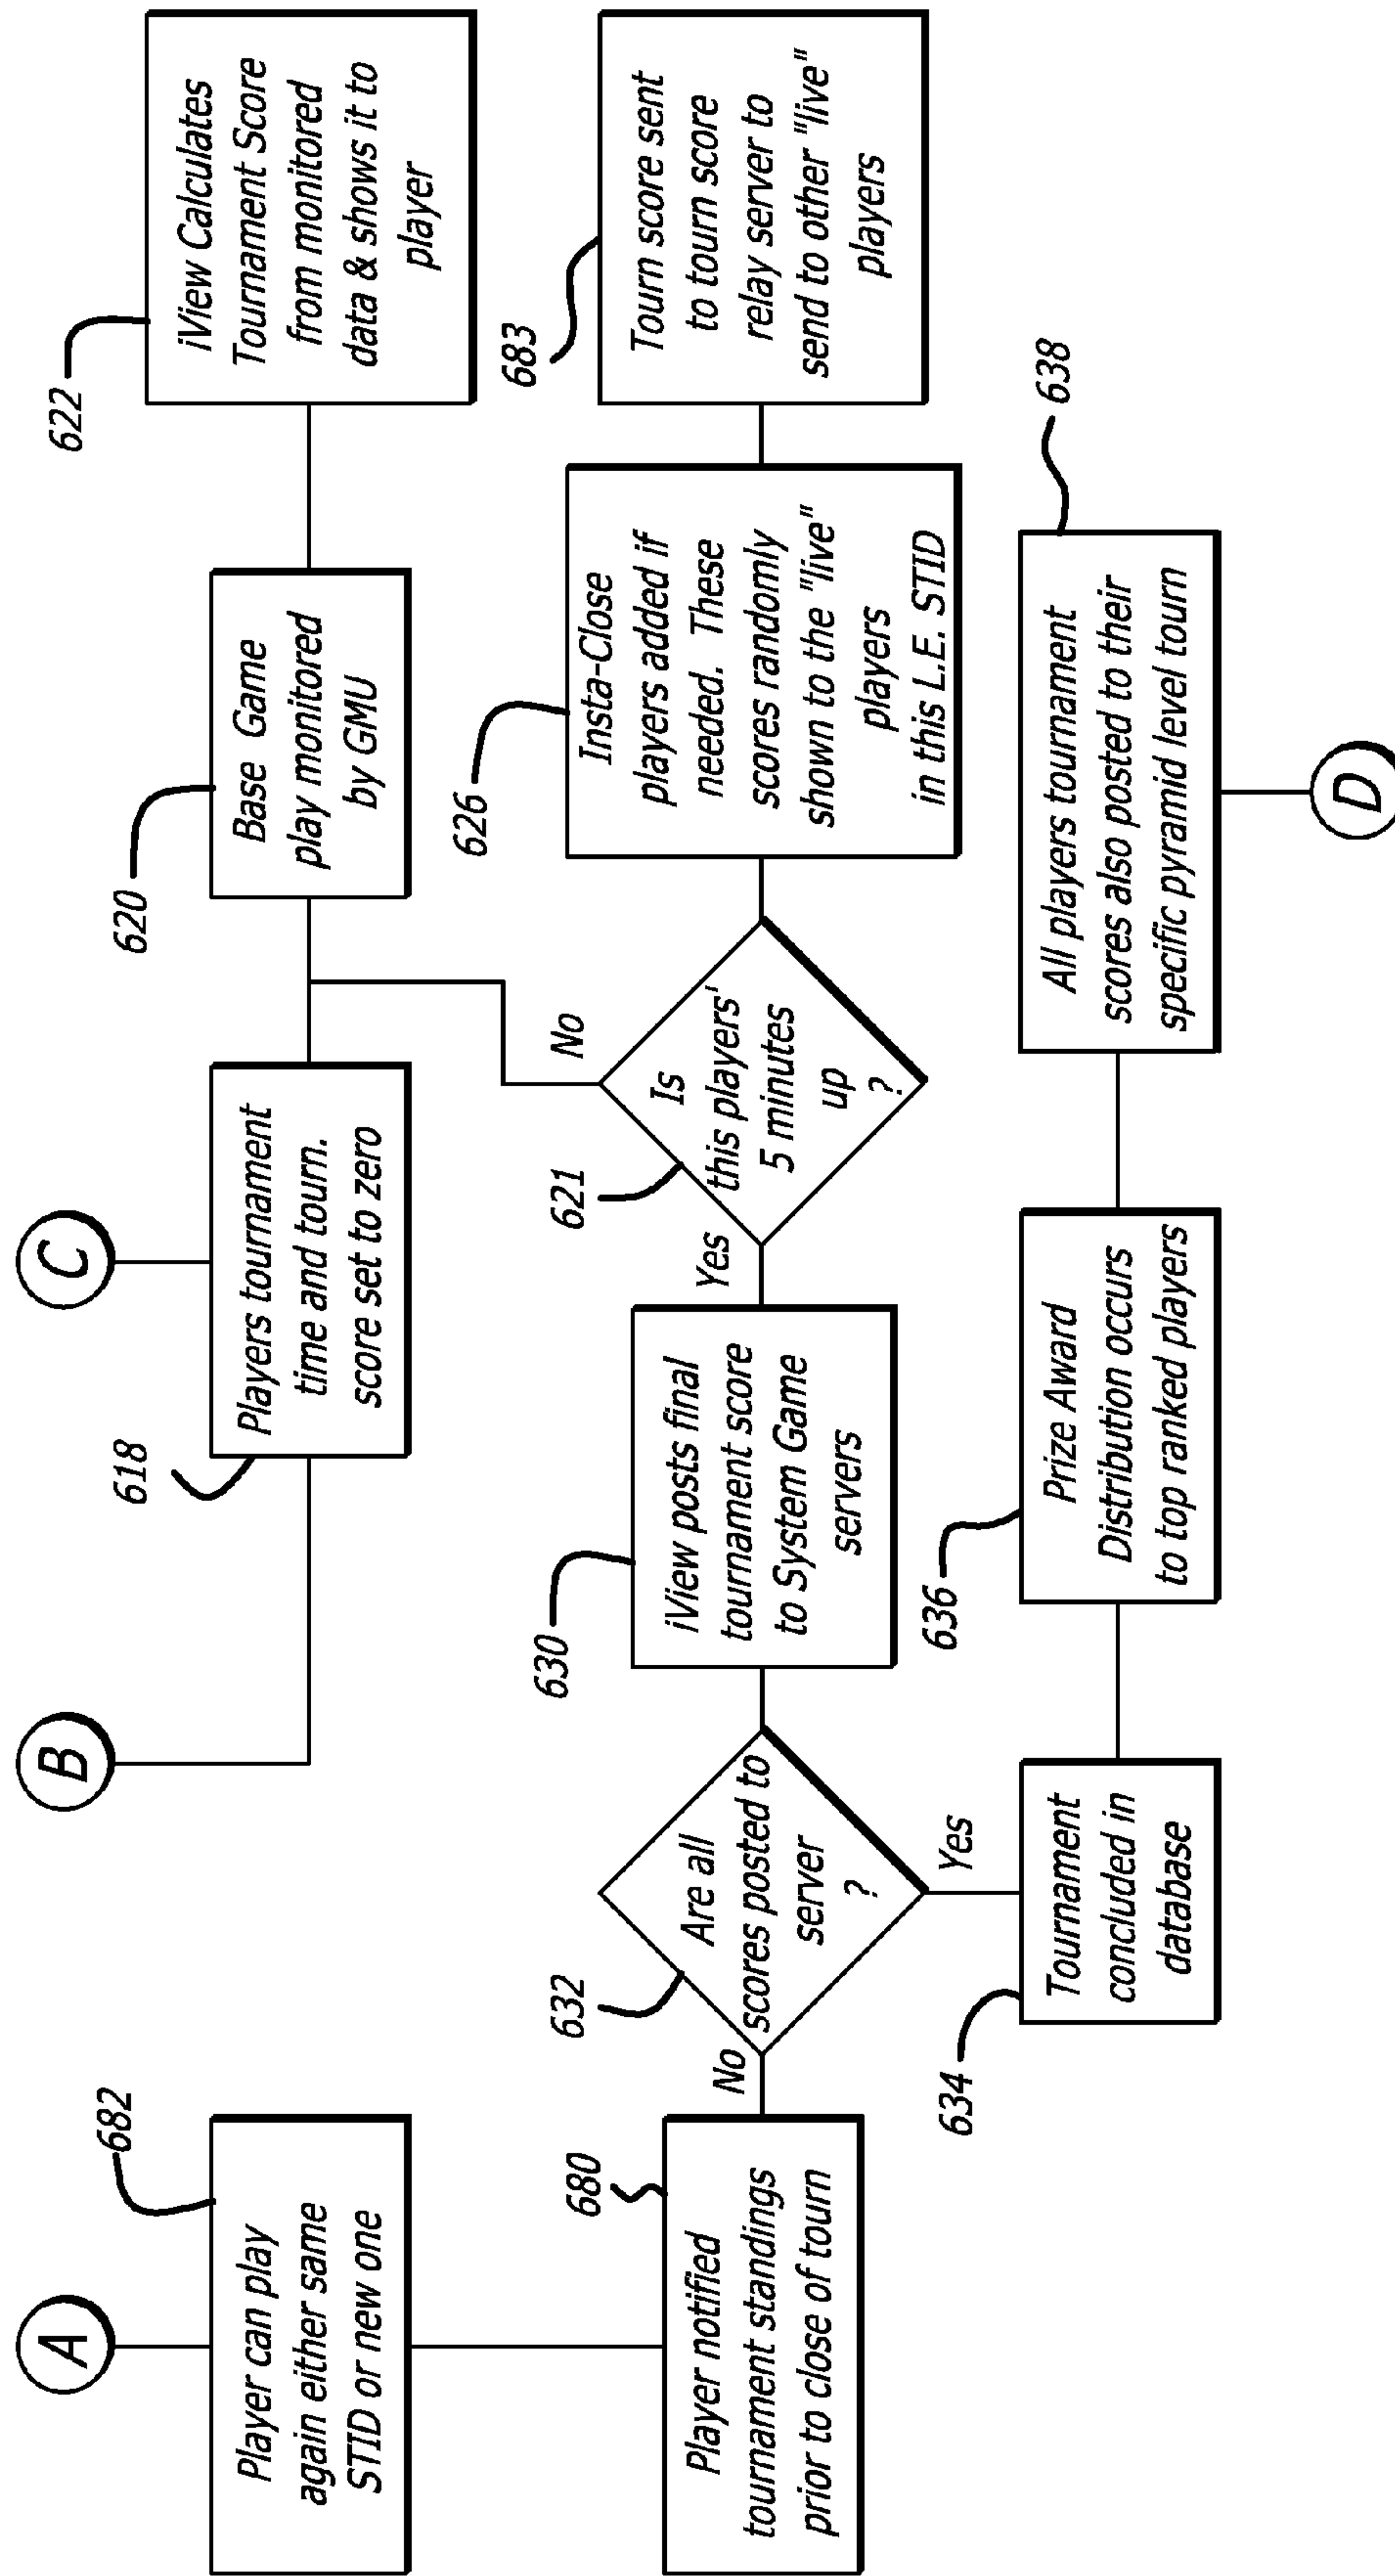 A
B
C
682
Player can play
again either same
STID or new one
618
Players tournament
time and tourn.
score set to zero
620
Base Game
play monitored
by GMU
622
iView Calculates
Tournament Score
from monitored
data & shows it to
player
680
Player notified
tournament standings
prior to close of tourn
No
632
Are all
scores posted to
server
?
Yes
630
iView posts final
tournament score
to System Game
servers
Yes
621
Is
this players'
5 minutes
up
?
No
626
Insta-Close
players added if
needed. These
scores randomly
shown to the "live"
players
in this L.E. STID
683
Tourn score sent
to tourn score
relay server to
send to other "live"
players
634
Tournament
concluded in
database
636
Prize Award
Distribution occurs
to top ranked players
638
All players tournament
scores also posted to their
specific pyramid level tourn
D